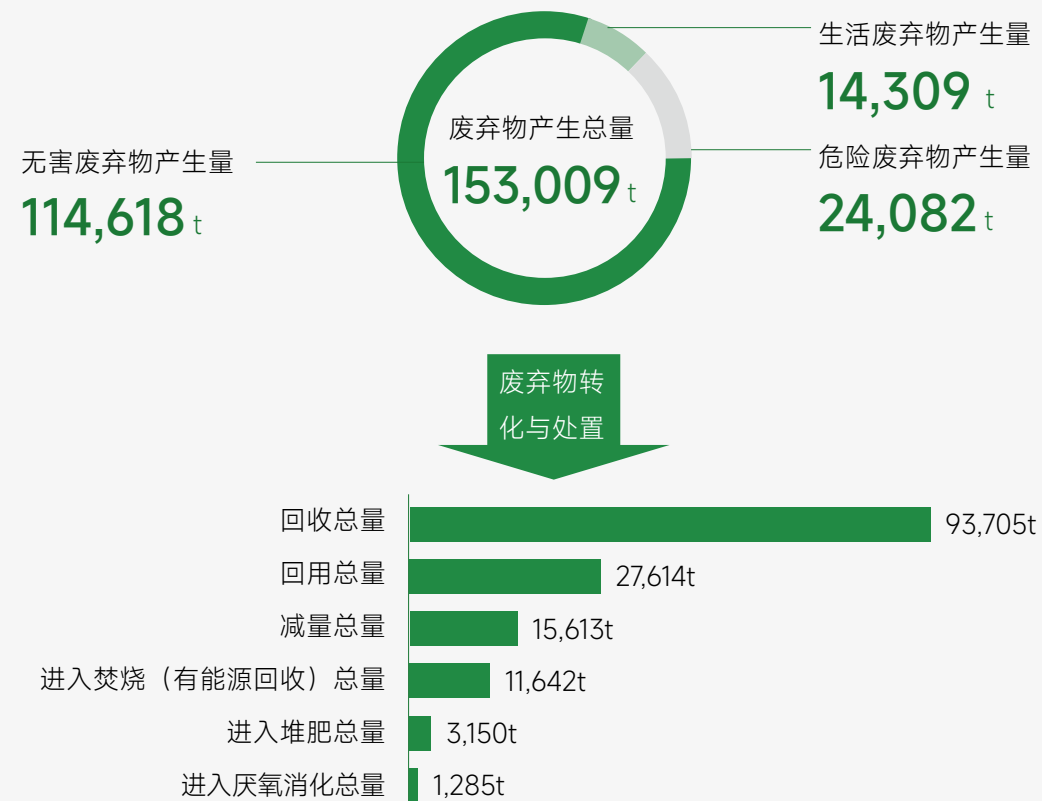 生活废弃物产生量
14,309 t
废弃物产生总量
153,009 t
无害废弃物产生量
114,618 t
危险废弃物产生量
24,082 t
废弃物转
化与处置
回收总量 93,705t
回用总量 27,614t
减量总量 15,613t
进入焚烧（有能源回收）总量 11,642t
进入堆肥总量 3,150t
进入厌氧消化总量 1,285t